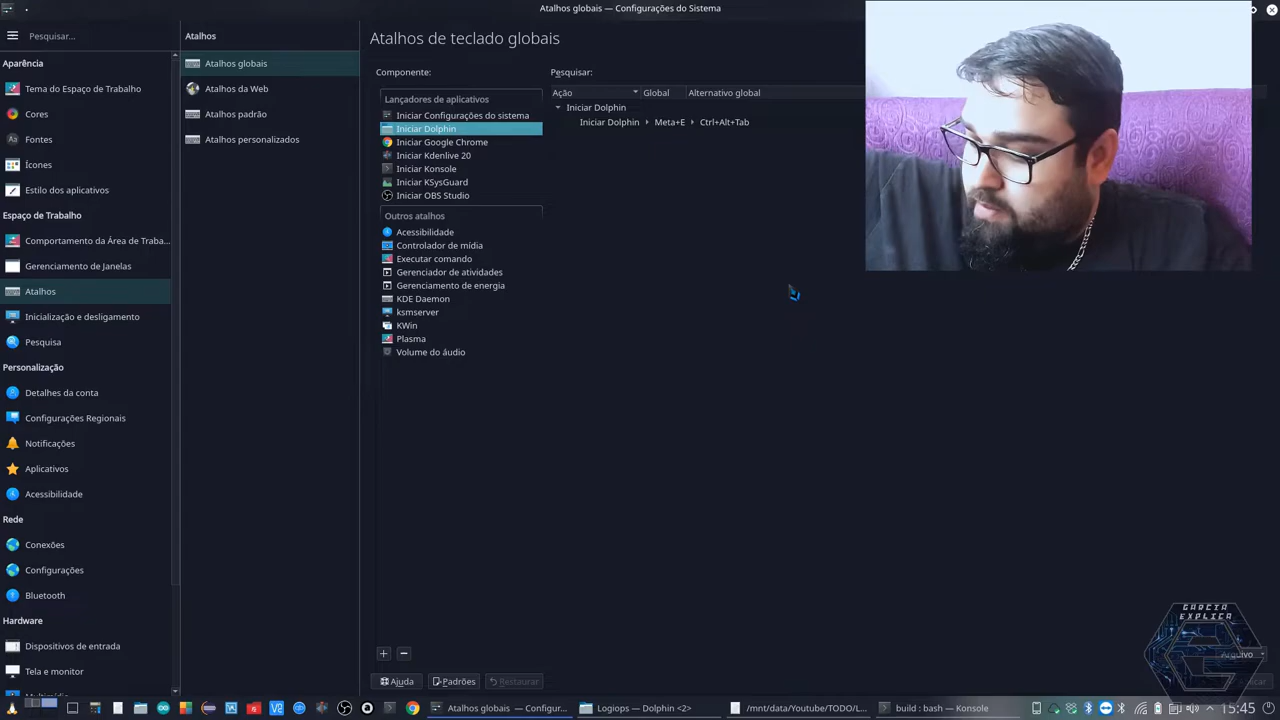 Atalhos globais — Configurações do Sistema
Pesquisar...
Aparência
Tema do Espaço de Trabalho
Cores
Fontes
Ícones
Estilo dos aplicativos
Espaço de Trabalho
Comportamento da Área de Traba...
Gerenciamento de Janelas
Atalhos
Inicialização e desligamento
Pesquisa
Personalização
Detalhes da conta
Configurações Regionais
Notificações
Aplicativos
Acessibilidade
Rede
Conexões
Configurações
Bluetooth
Hardware
Dispositivos de entrada
Tela e monitor
Multimídia
Atalhos
Atalhos globais
Atalhos da Web
Atalhos padrão
Atalhos personalizados
Atalhos de teclado globais
Componente:
Lançadores de aplicativos
Iniciar Configurações do sistema
Iniciar Dolphin
Iniciar Google Chrome
Iniciar Kdenlive 20
Iniciar Konsole
Iniciar KSysGuard
Iniciar OBS Studio
Outros atalhos
Acessibilidade
Controlador de mídia
Executar comando
Gerenciador de atividades
Gerenciamento de energia
KDE Daemon
ksmserver
KWin
Plasma
Volume do áudio
Pesquisar:
Ação Global Alternativo global
Iniciar Dolphin
Iniciar Dolphin Meta+E Ctrl+Alt+Tab
Ajuda Padrões Restaurar
Arquivo
GARCIA
EXPLICA
Atalhos globais — Configur... Logiops — Dolphin <2> /mnt/data/Youtube/TODO/L... build : bash — Konsole 15:45